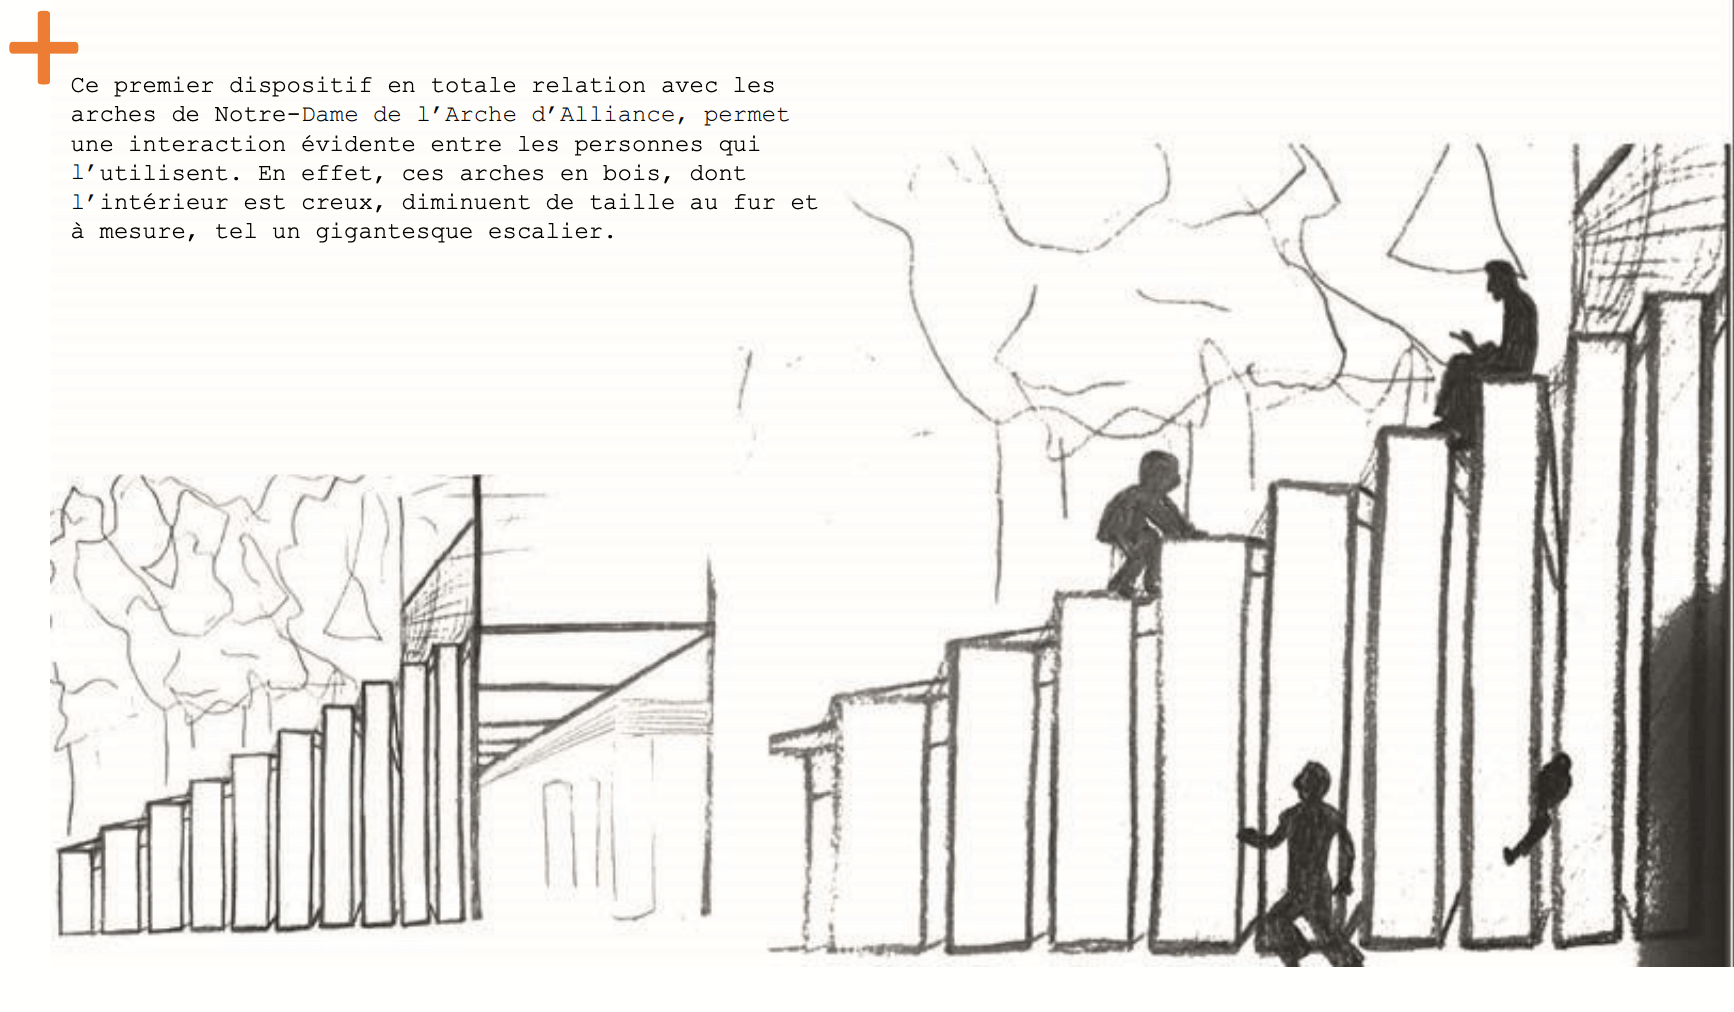 Ce premier dispositif en totale relation avec les
arches de Notre-Dame de l’Arche d’Alliance, permet
une interaction évidente entre les personnes qui
l’utilisent. En effet, ces arches en bois, dont
l’intérieur est creux, diminuent de taille au fur et
à mesure, tel un gigantesque escalier.